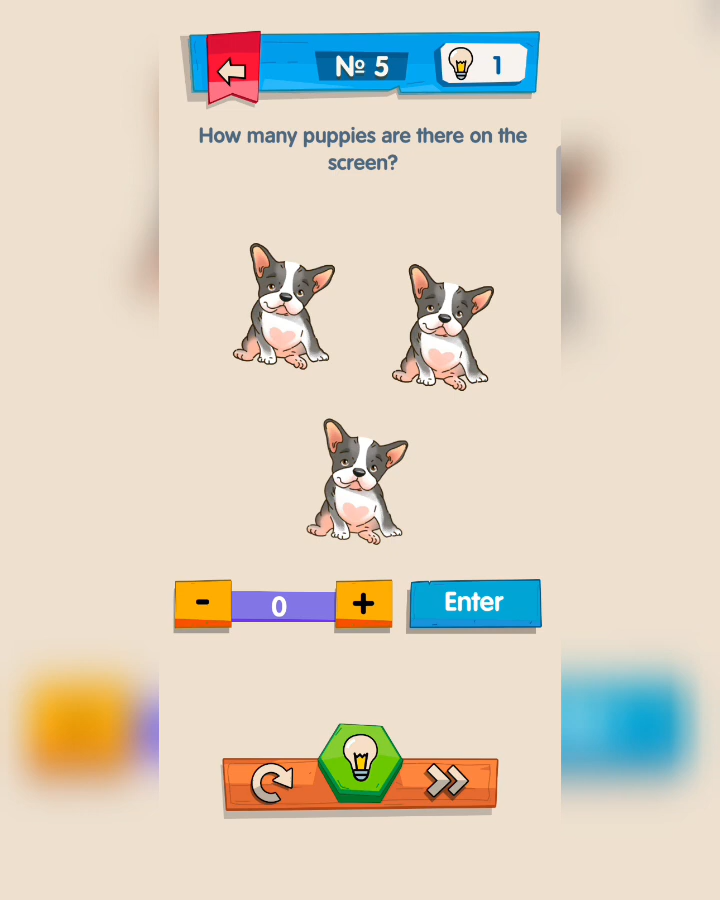 № 5
1
How many puppies are there on the
screen?
- 0 + Enter